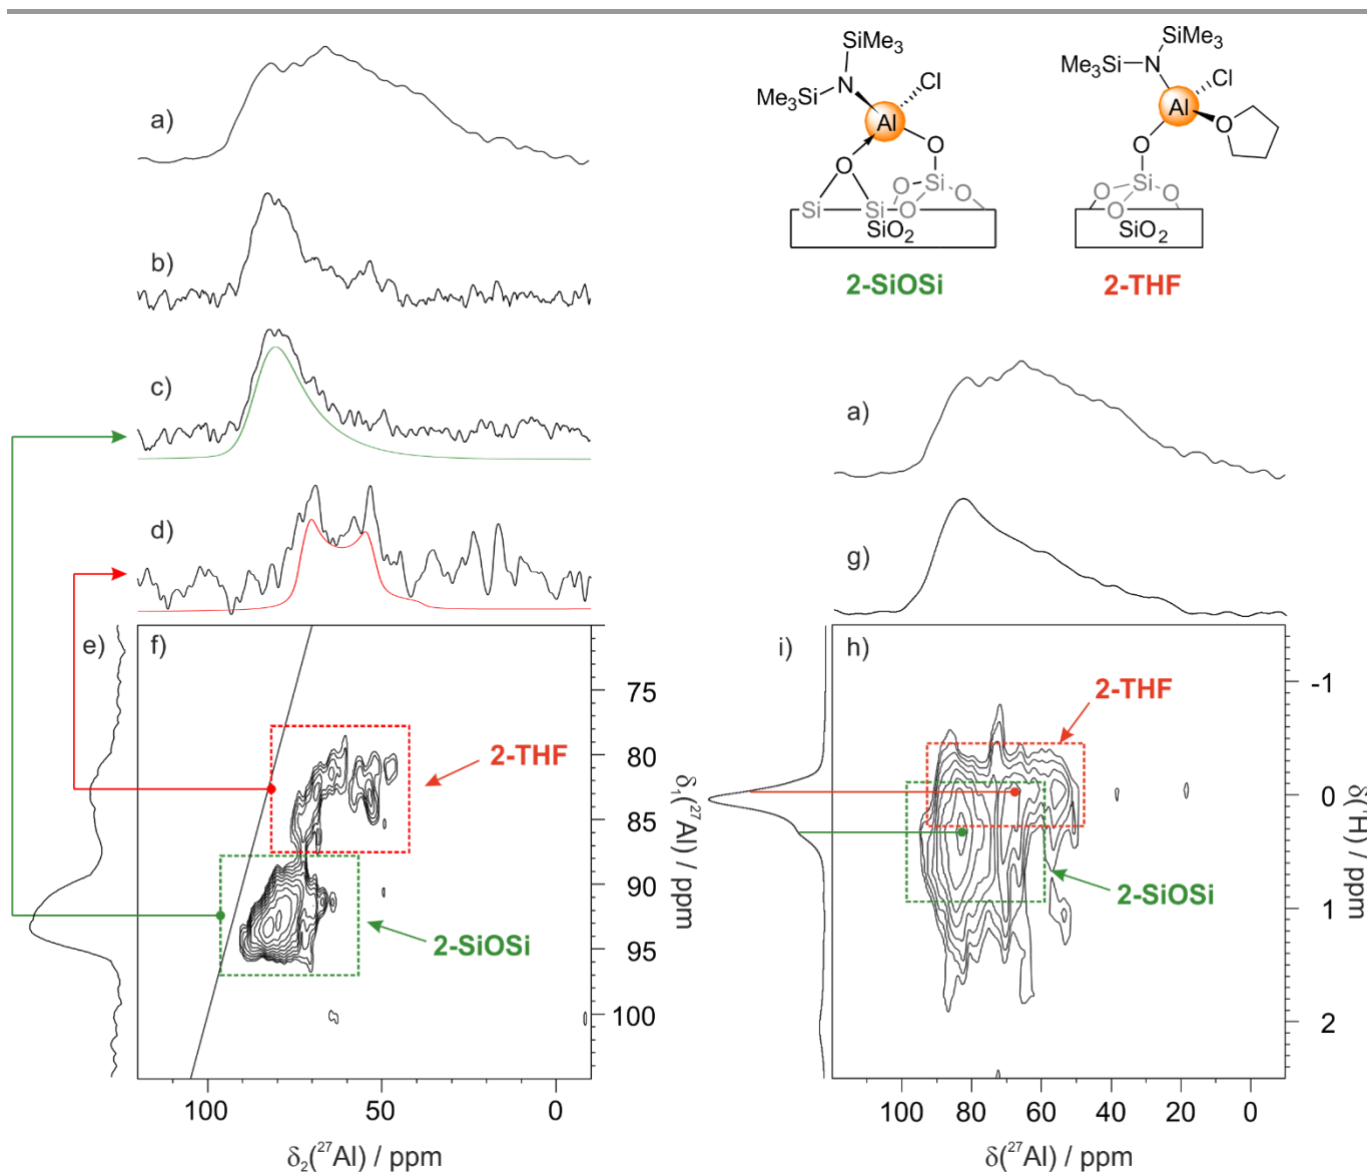 a)
b)
c)
d)
e)
f)
2-THF
2-SiOSi
75
80
85
90
95
100
δ₁(²⁷Al) / ppm
100
50
0
δ₂(²⁷Al) / ppm
SiMe₃
Me₃Si
N
Cl
Al
O
O
Si
Si
O
Si
O
O
SiO₂
2-SiOSi
SiMe₃
Me₃Si
N
Cl
Al
O
O
Si
O
O
O
SiO₂
2-THF
a)
g)
i)
h)
2-THF
2-SiOSi
-1
0
1
2
δ(¹H) / ppm
100
80
60
40
20
0
δ(²⁷Al) / ppm